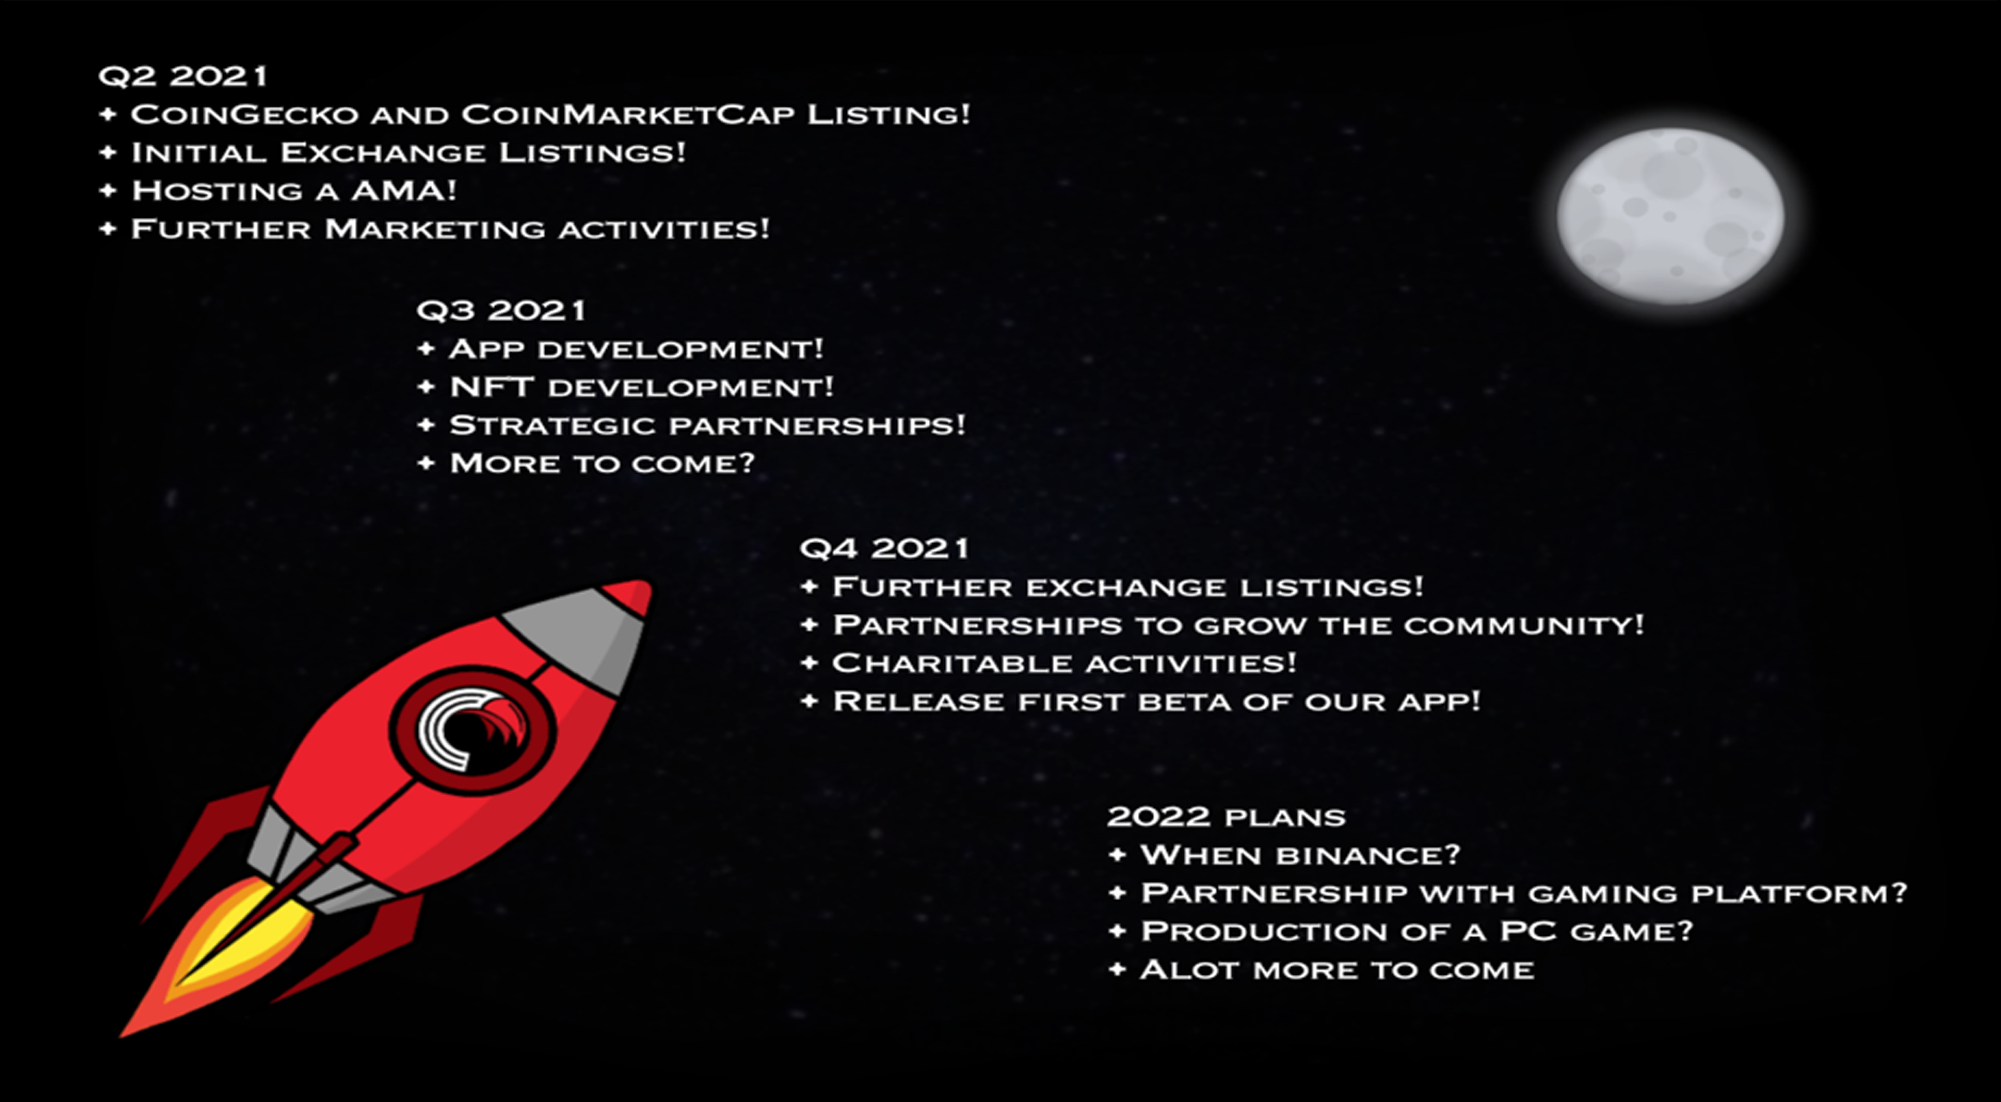 Q2 2021
+ CoinGecko and CoinMarketCap Listing!
+ Initial Exchange Listings!
+ Hosting a AMA!
+ Further Marketing activities!
Q3 2021
+ App development!
+ NFT development!
+ Strategic partnerships!
+ More to come?
Q4 2021
+ Further exchange listings!
+ Partnerships to grow the community!
+ Charitable activities!
+ Release first beta of our app!
2022 plans
+ When binance?
+ Partnership with gaming platform?
+ Production of a PC game?
+ Alot more to come